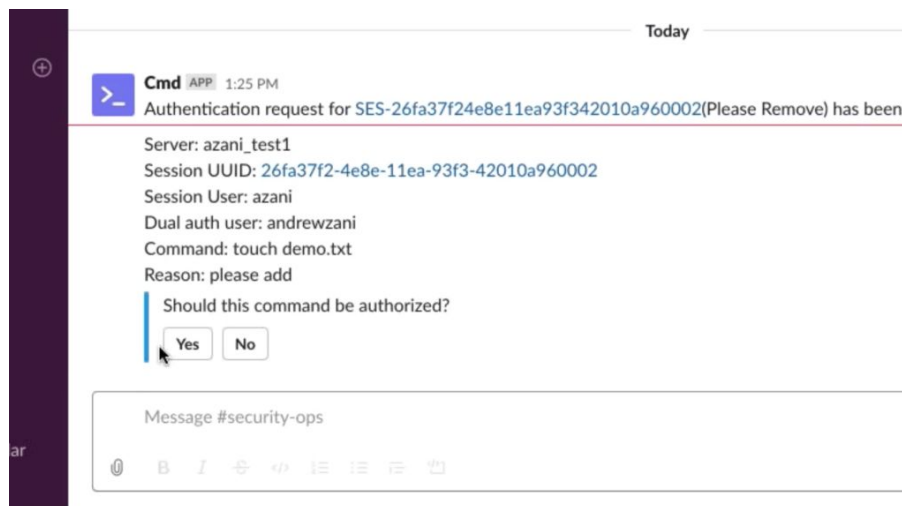 Today
Cmd APP 1:25 PM
Authentication request for SES-26fa37f24e8e11ea93f342010a960002(Please Remove) has been
Server: azani_test1
Session UUID: 26fa37f2-4e8e-11ea-93f3-42010a960002
Session User: azani
Dual auth user: andrewzani
Command: touch demo.txt
Reason: please add
Should this command be authorized?
Yes No
Message #security-ops
ar
B I S </>